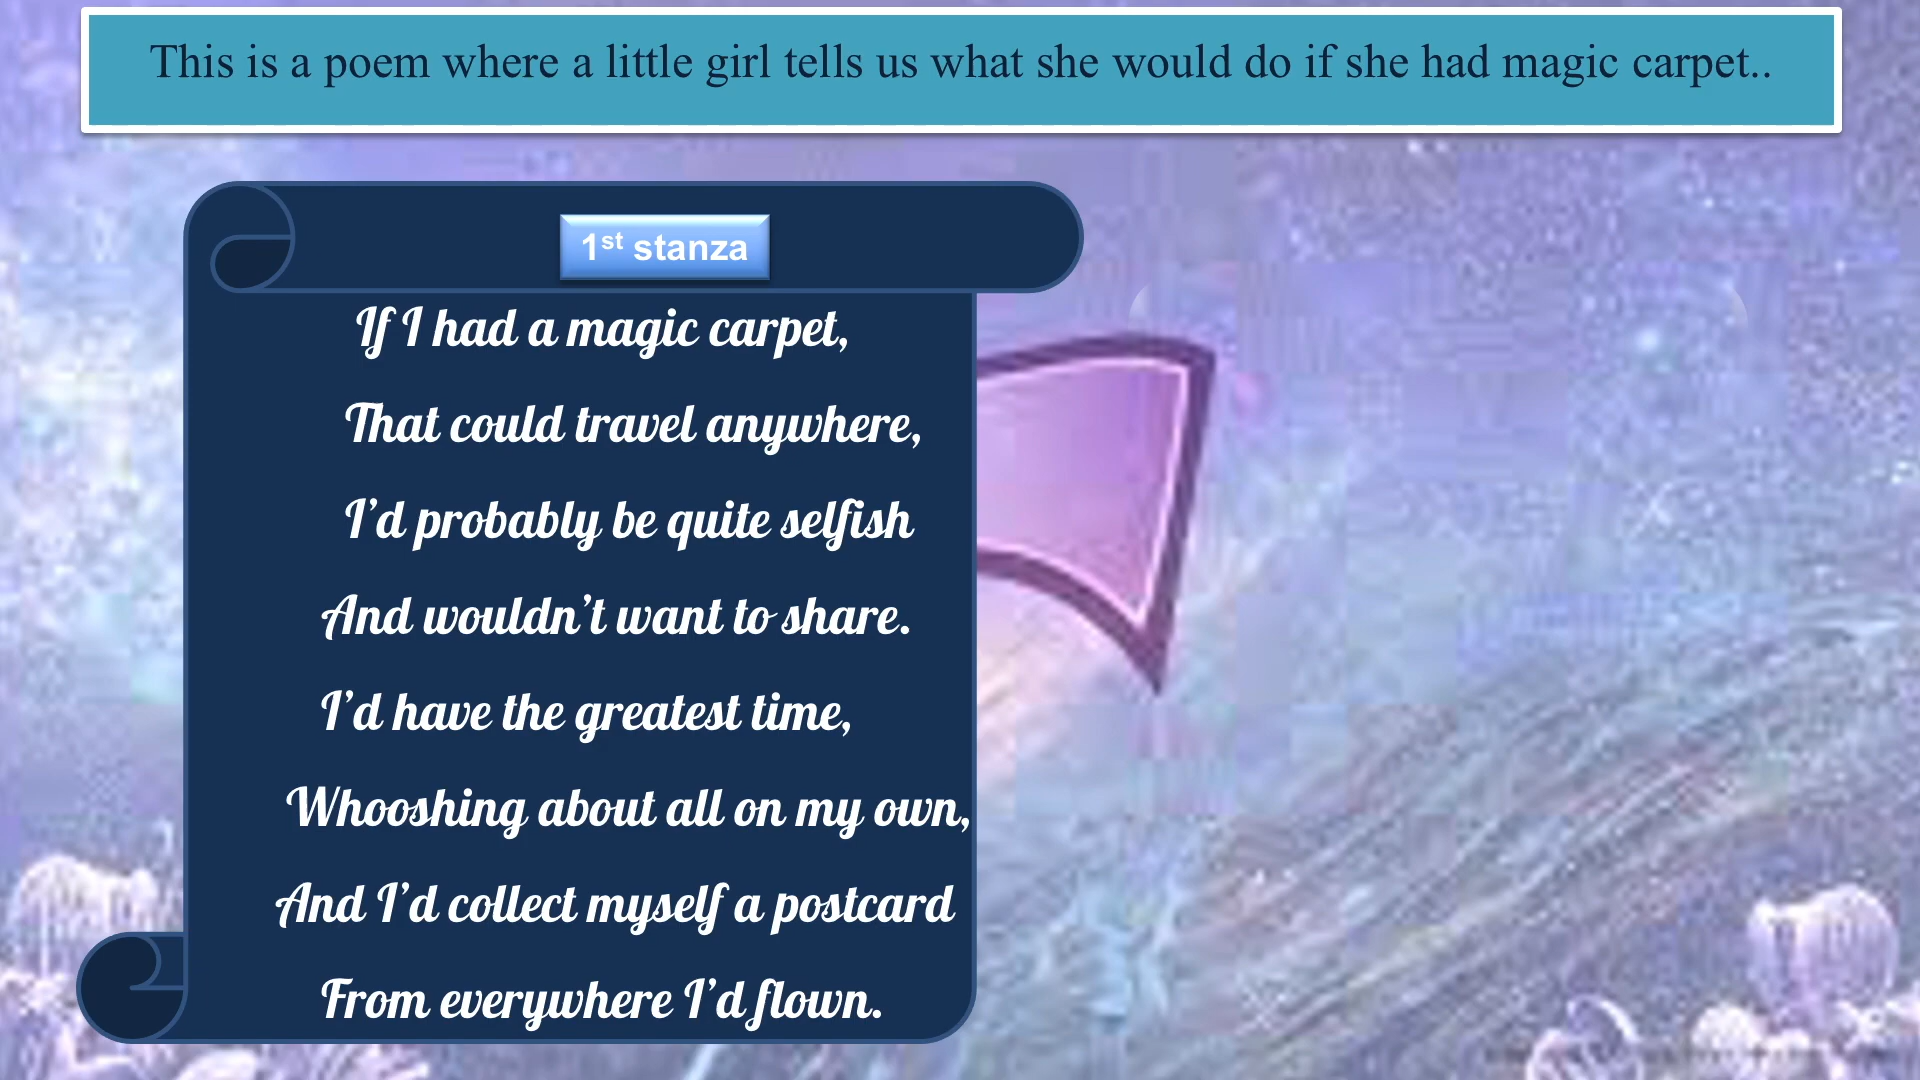 This is a poem where a little girl tells us what she would do if she had magic carpet..
1st stanza
If I had a magic carpet,
That could travel anywhere,
I’d probably be quite selfish
And wouldn’t want to share.
I’d have the greatest time,
Whooshing about all on my own,
And I’d collect myself a postcard
From everywhere I’d flown.